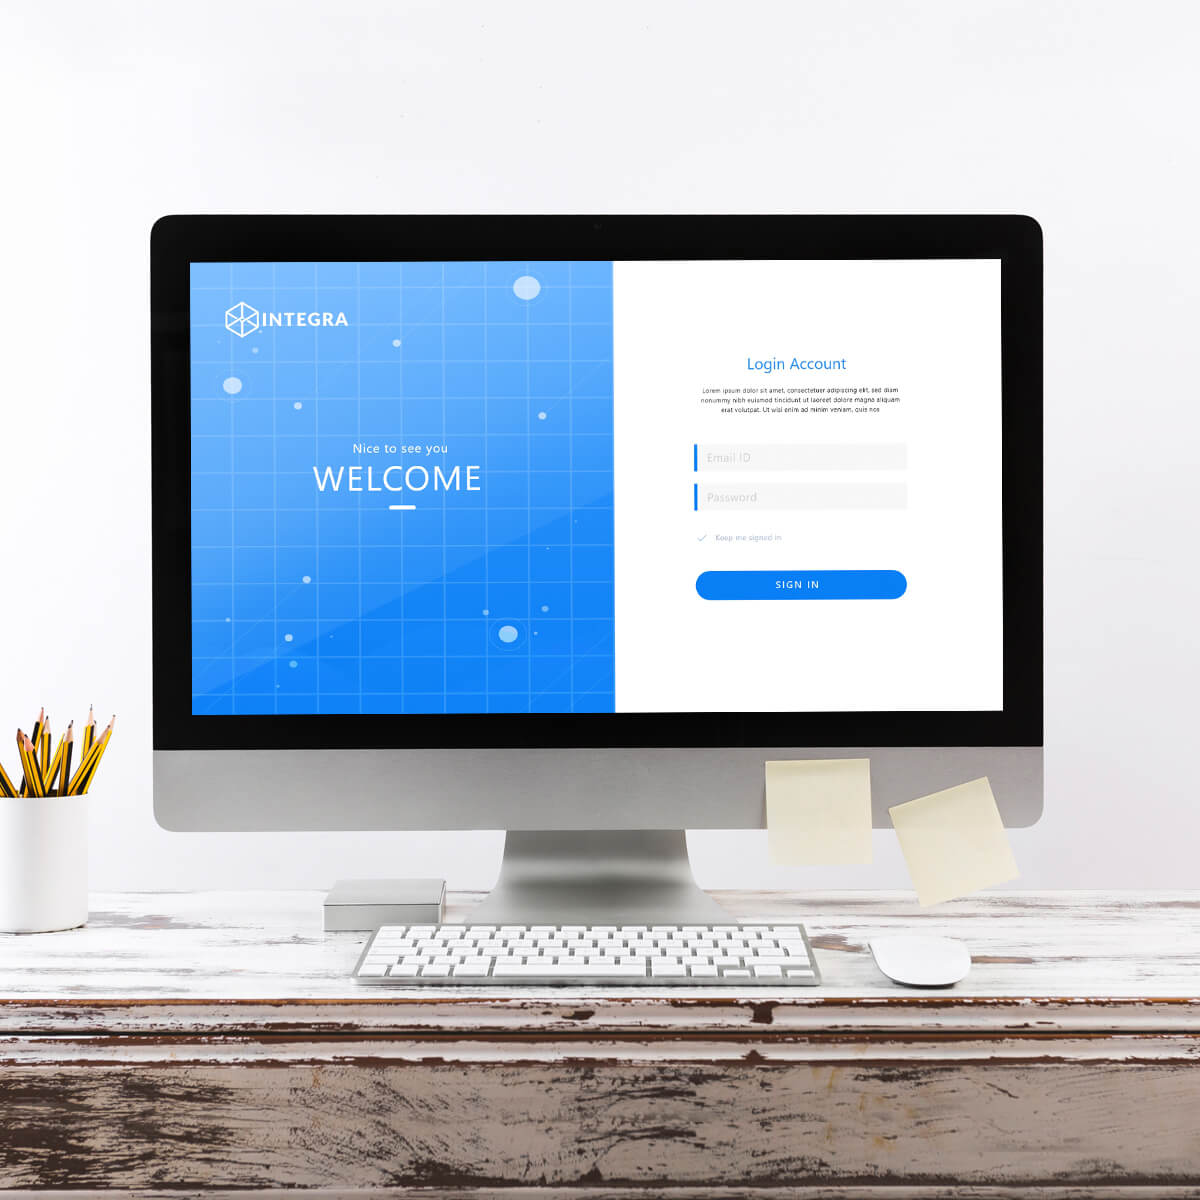 INTEGRA
Nice to see you
WELCOME
Login Account
Lorem ipsum dolor sit amet, consectetuer adipiscing elit, sed diam
nonummy nibh euismod tincidunt ut laoreet dolore magna aliquam
erat volutpat. Ut wisi enim ad minim veniam, quis nos
Email ID
Password
Keep me signed in
SIGN IN